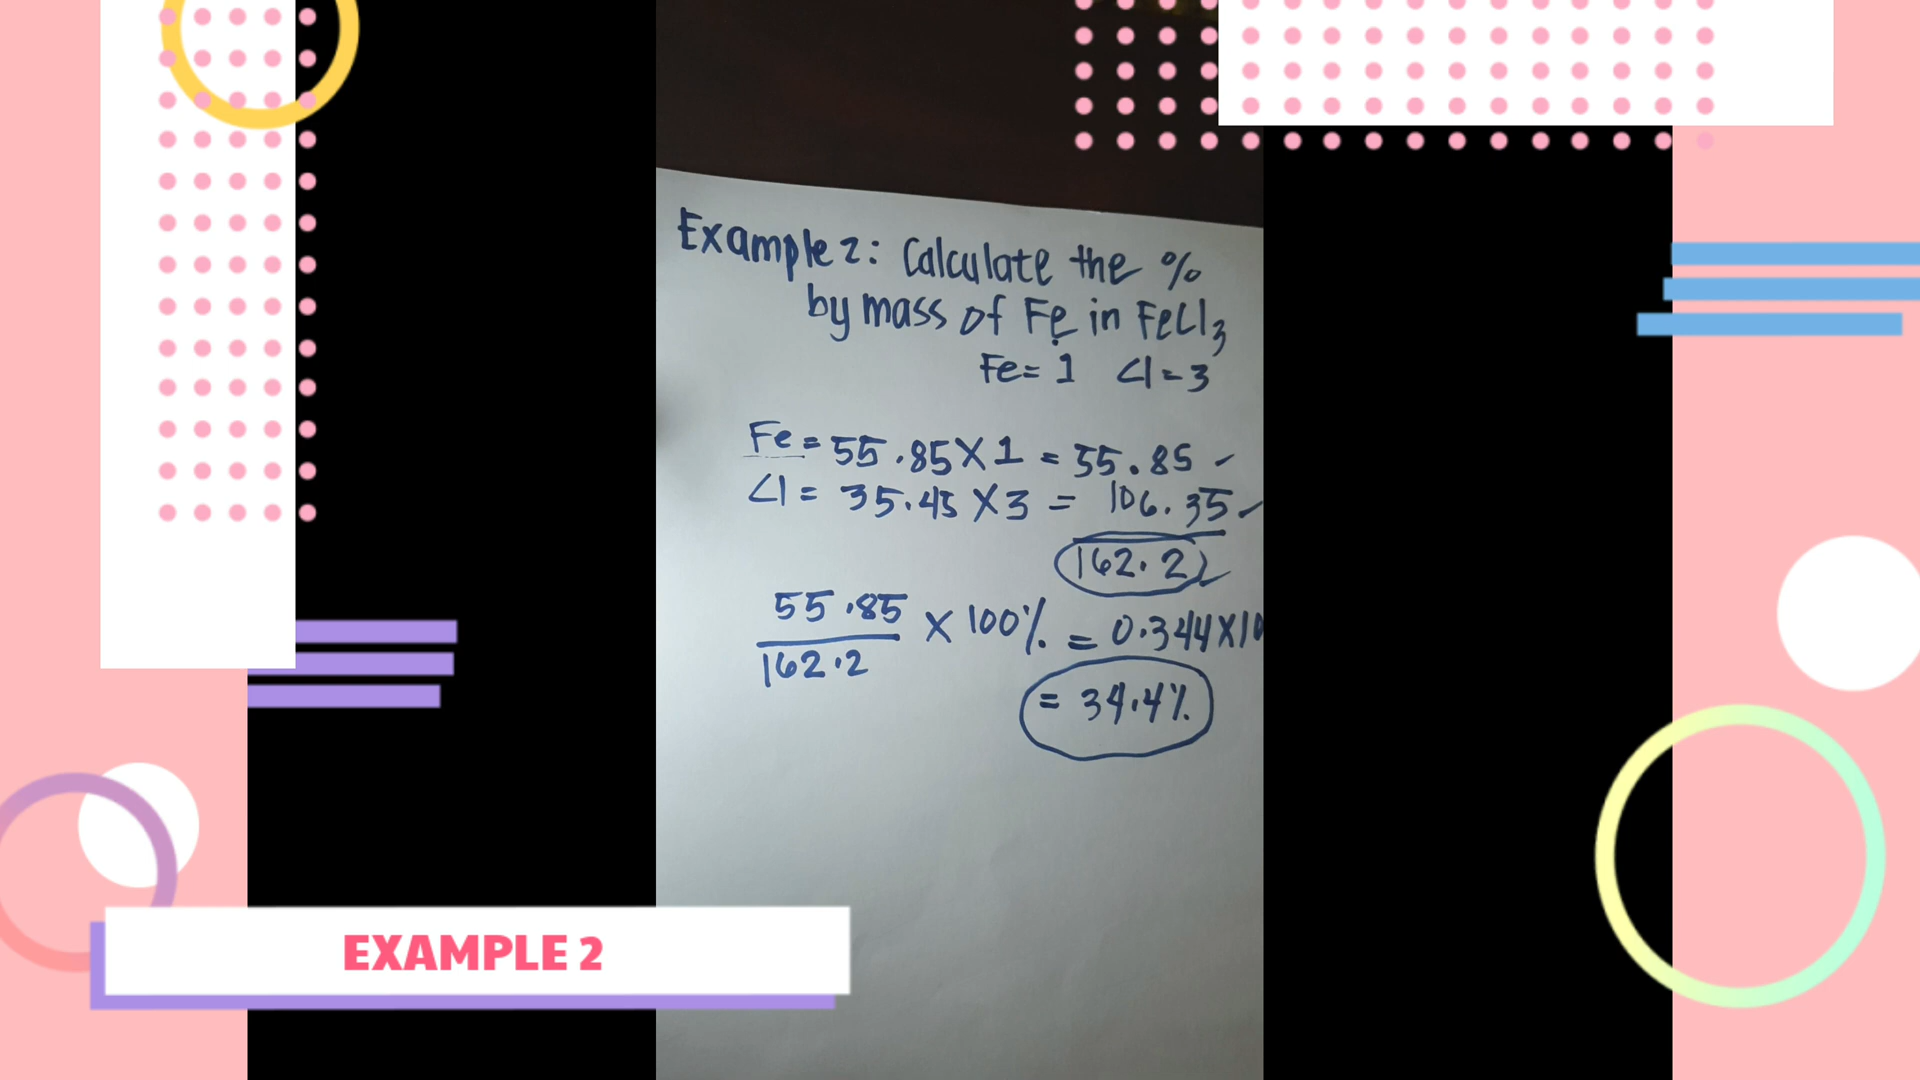 Example 2: Calculate the %
by mass of Fe in FeCl3
Fe = 1 Cl = 3
Fe = 55.85 X 1 = 55.85 ✓
Cl = 35.45 X 3 = 106.35 ✓
162.2 ✓
55.85
162.2
X 100% = 0.344 X 10
= 34.4%
EXAMPLE 2